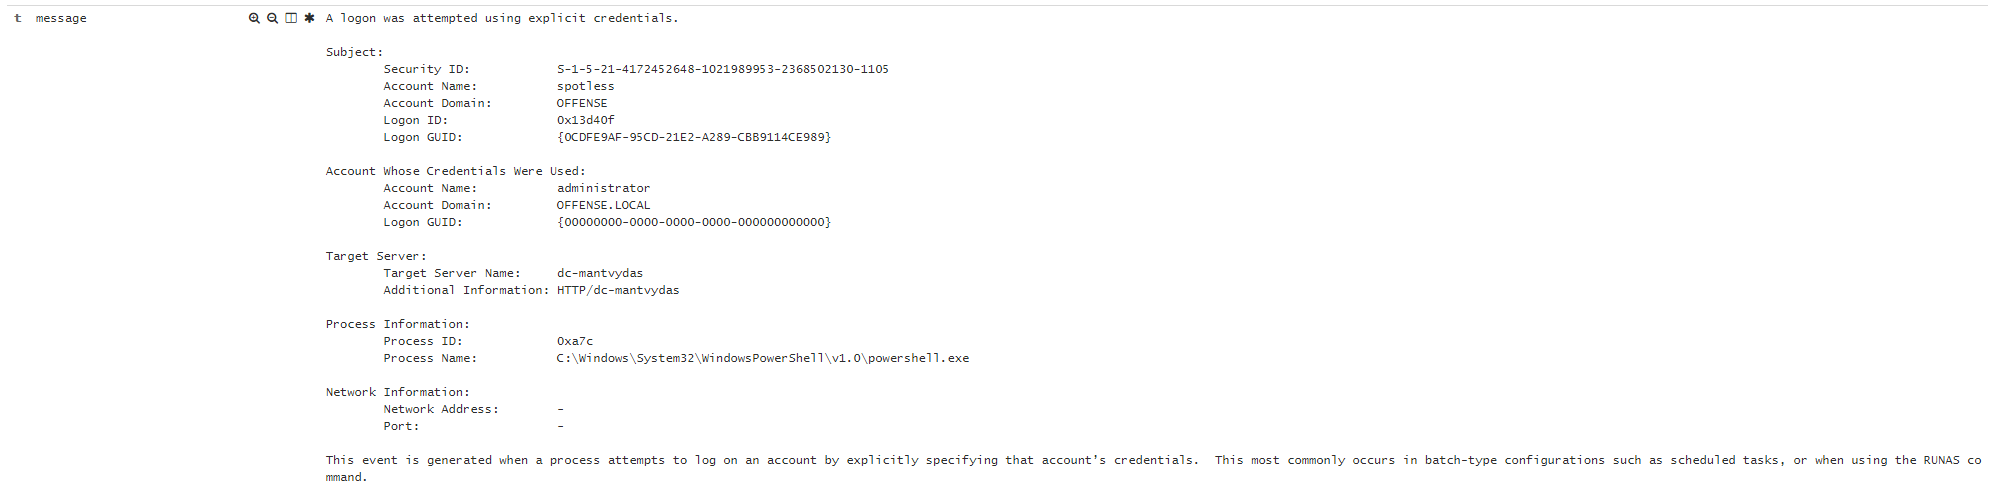 t message A logon was attempted using explicit credentials.
Subject:
Security ID: S-1-5-21-4172452648-1021989953-2368502130-1105
Account Name: spotless
Account Domain: OFFENSE
Logon ID: 0x13d40f
Logon GUID: {0CDFE9AF-95CD-21E2-A289-CBB9114CE989}
Account Whose Credentials Were Used:
Account Name: administrator
Account Domain: OFFENSE.LOCAL
Logon GUID: {00000000-0000-0000-0000-000000000000}
Target Server:
Target Server Name: dc-mantvydas
Additional Information: HTTP/dc-mantvydas
Process Information:
Process ID: 0xa7c
Process Name: C:\Windows\System32\WindowsPowerShell\v1.0\powershell.exe
Network Information:
Network Address: -
Port: -
This event is generated when a process attempts to log on an account by explicitly specifying that account's credentials.  This most commonly occurs in batch-type configurations such as scheduled tasks, or when using the RUNAS co
mmand.